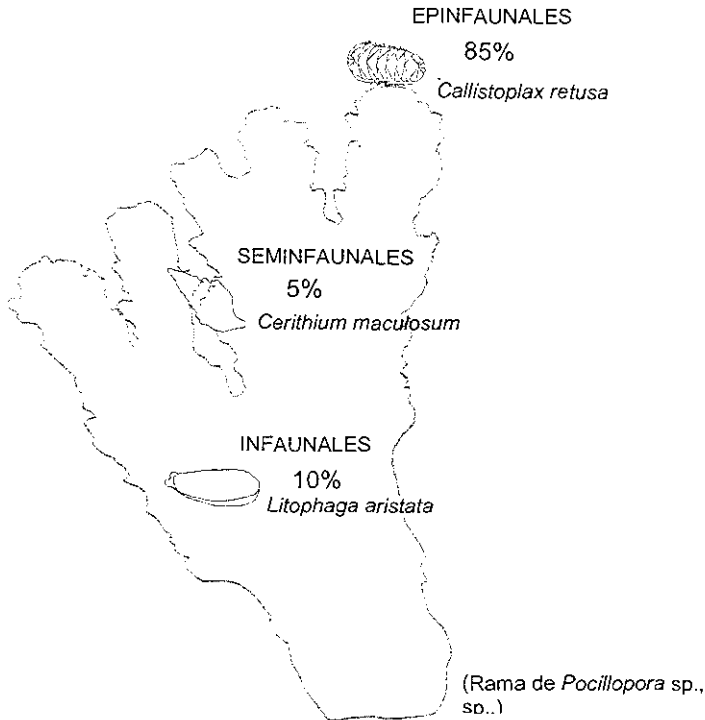 EPINFAUNALES
85%
Callistoplax retusa
SEMINFAUNALES
5%
Cerithium maculosum
INFAUNALES
10%
Litophaga aristata
(Rama de Pocillopora sp.,
sp.,)